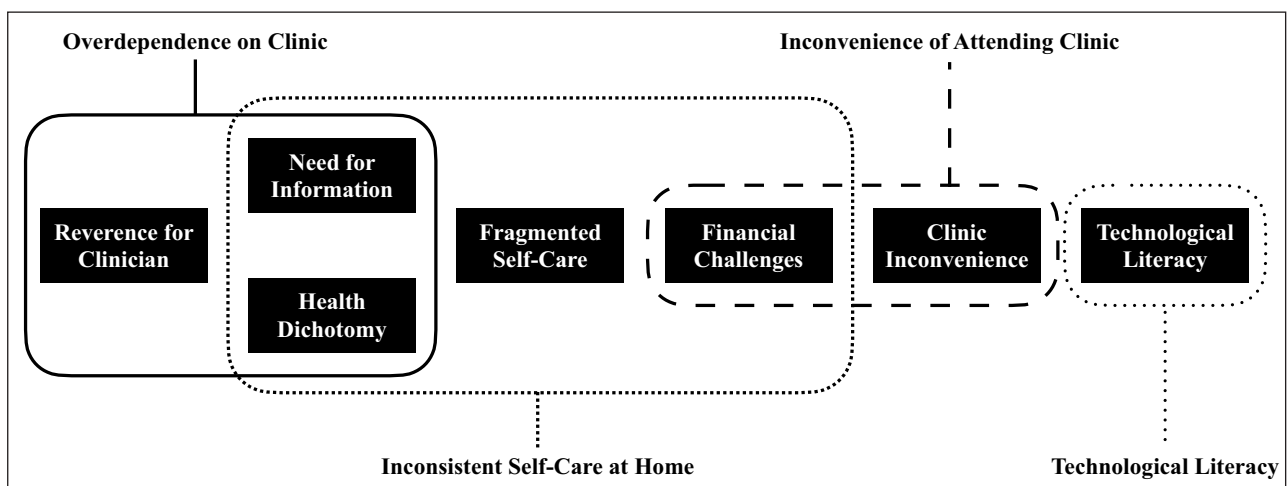 Overdependence on Clinic
Inconvenience of Attending Clinic
Need for
Information
Reverence for
Clinician
Fragmented
Self-Care
Financial
Challenges
Clinic
Inconvenience
Technological
Literacy
Health
Dichotomy
Inconsistent Self-Care at Home
Technological Literacy